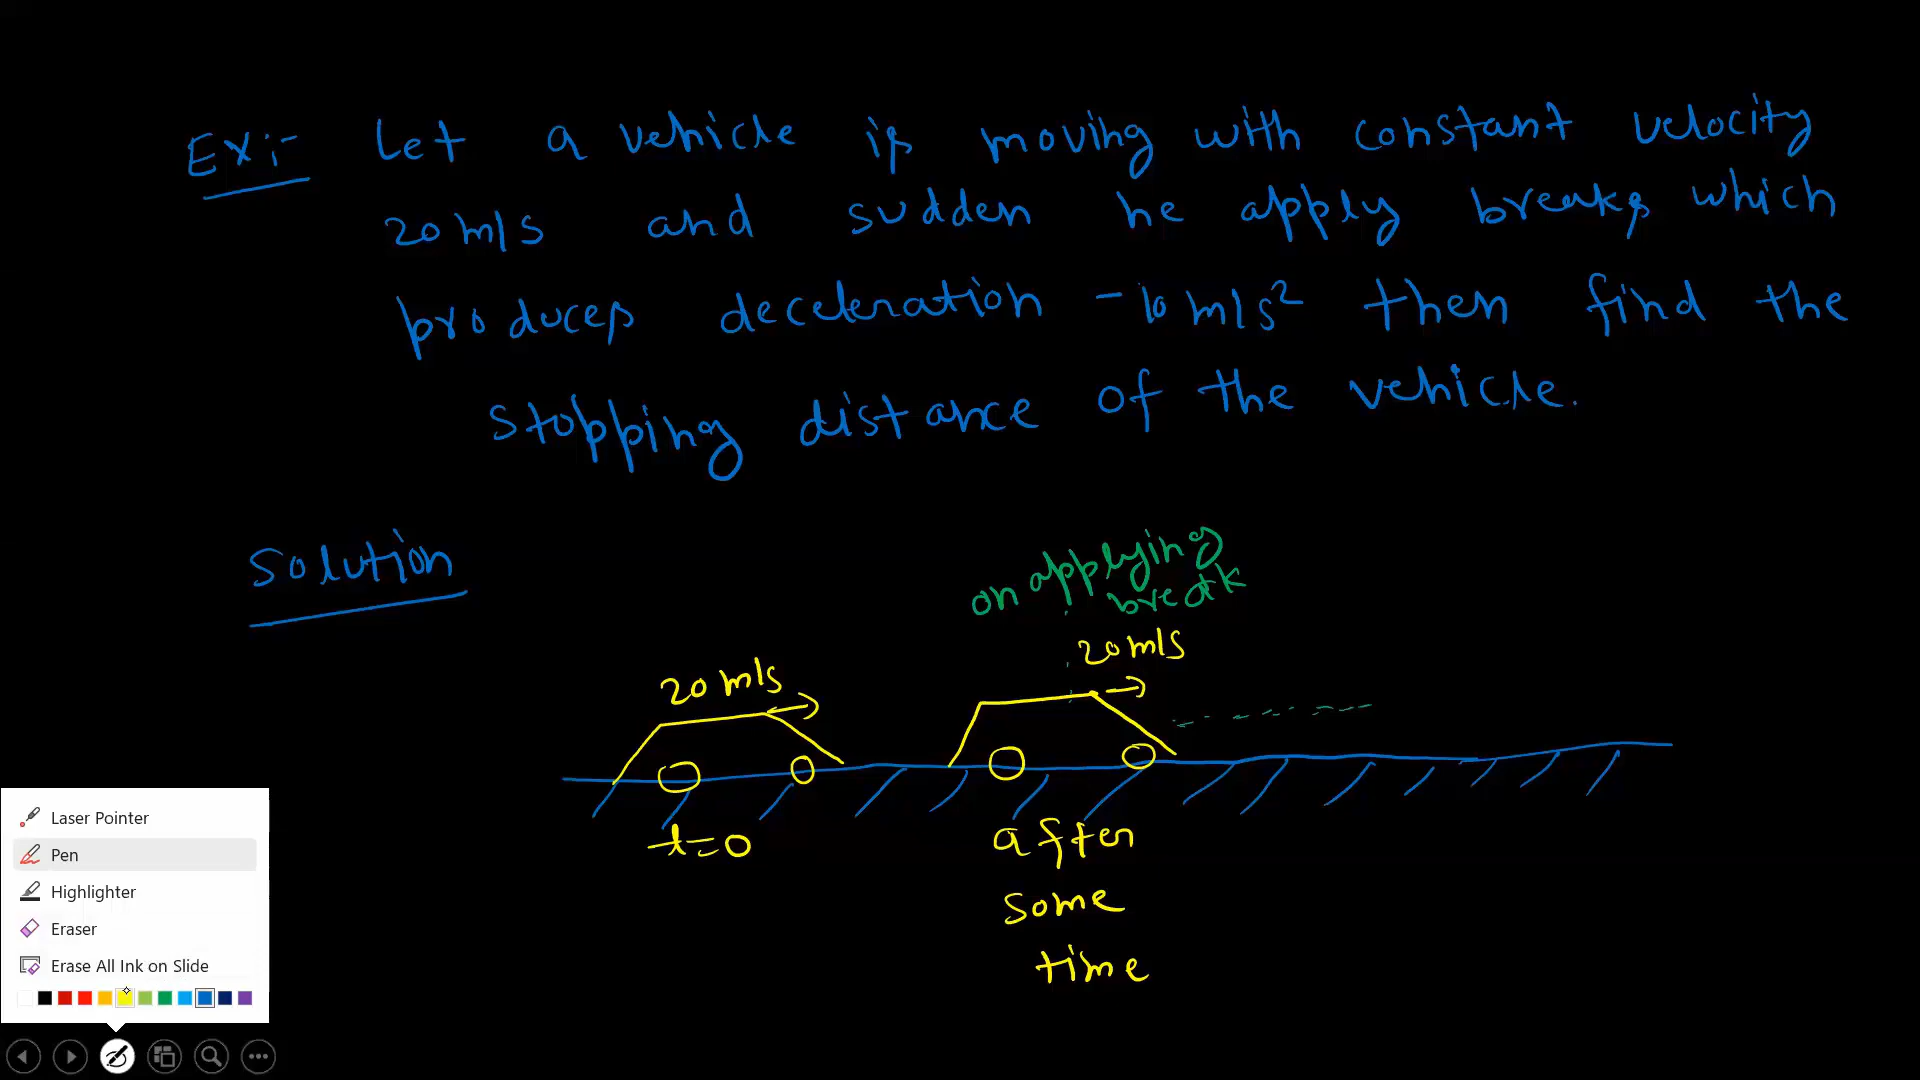 Ex:- Let a vehicle is moving with constant velocity
20 m/s and sudden he apply breaks which
produces deceleration -10 m/s² then find the
stopping distance of the vehicle.
Solution
on applying
break
20 m/s
20 m/s
t=0
after
some
time
Laser Pointer
Pen
Highlighter
Eraser
Erase All Ink on Slide